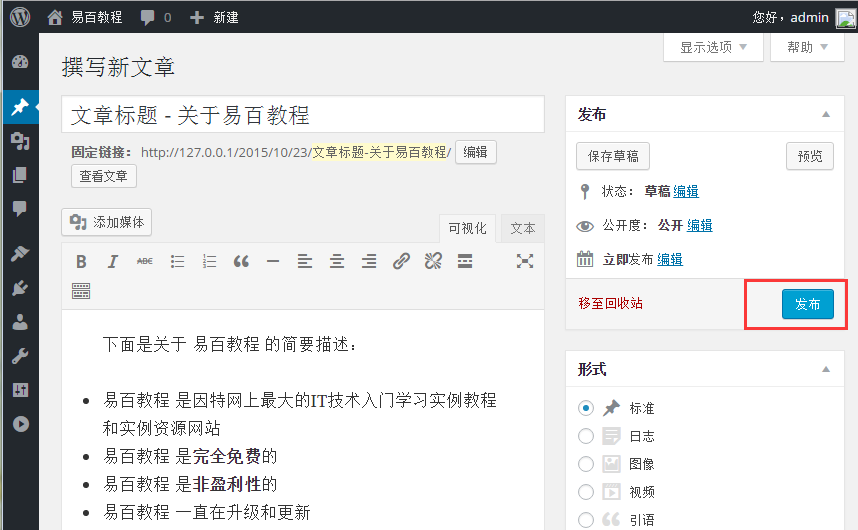 易百教程 0 新建 您好，admin
显示选项 帮助
撰写新文章
文章标题 - 关于易百教程
固定链接： http://127.0.0.1/2015/10/23/文章标题-关于易百教程/ 编辑
查看文章
添加媒体
可视化 文本
B I ABC
下面是关于 易百教程 的简要描述：
易百教程 是因特网上最大的IT技术入门学习实例教程
和实例资源网站
易百教程 是完全免费的
易百教程 是非盈利性的
易百教程 一直在升级和更新
发布
保存草稿 预览
状态： 草稿 编辑
公开度： 公开 编辑
立即发布 编辑
移至回收站 发布
形式
标准
日志
图像
视频
引语